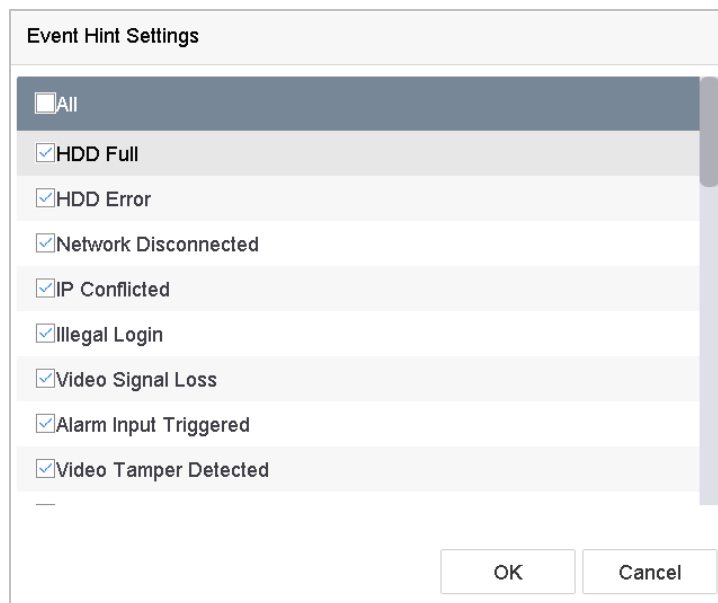 Event Hint Settings
All
HDD Full
HDD Error
Network Disconnected
IP Conflicted
Illegal Login
Video Signal Loss
Alarm Input Triggered
Video Tamper Detected
OK
Cancel